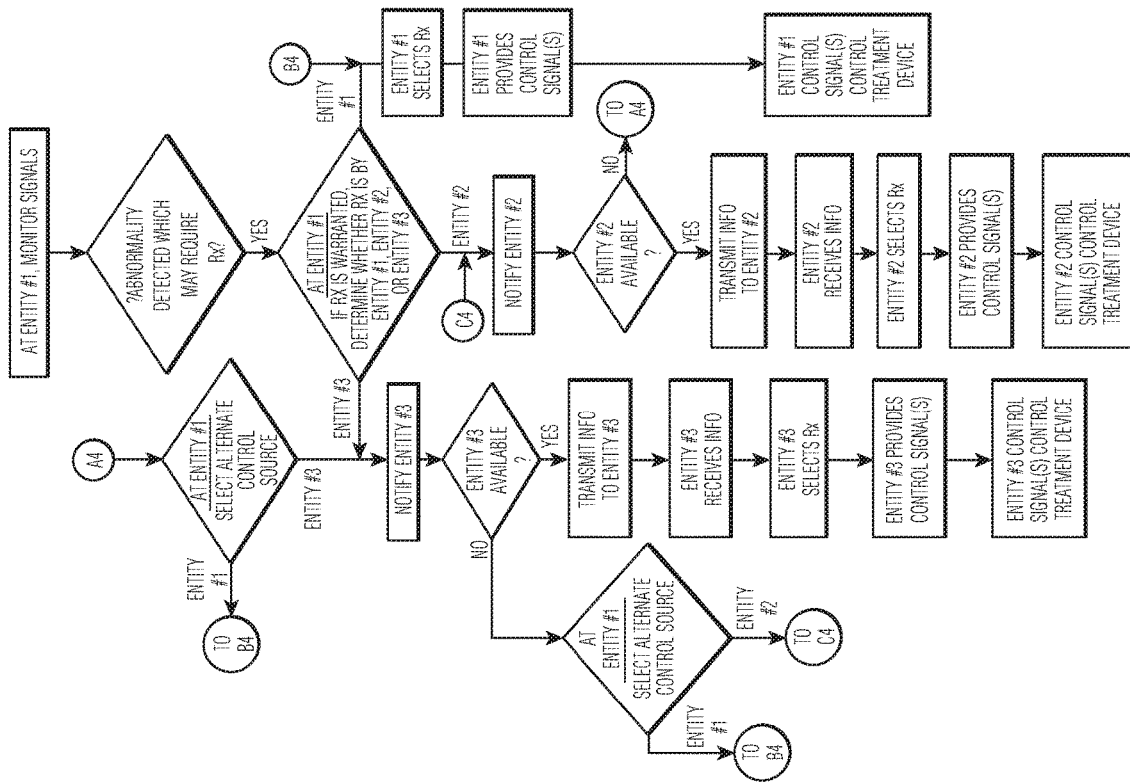 AT ENTITY #1, MONITOR SIGNALS
?ABNORMALITY
DETECTED WHICH
MAY REQUIRE
RX?
YES
AT ENTITY #1
IF RX IS WARRANTED,
DETERMINE WHETHER RX IS BY
ENTITY #1, ENTITY #2,
OR ENTITY #3
ENTITY
#1
B4
ENTITY #1
SELECTS Rx
ENTITY #1
PROVIDES
CONTROL
SIGNAL(S)
ENTITY #1
CONTROL
SIGNAL(S)
CONTROL
TREATMENT
DEVICE
ENTITY #2
C4
NOTIFY ENTITY #2
ENTITY #2
AVAILABLE
?
NO
TO
A4
YES
TRANSMIT INFO
TO ENTITY #2
ENTITY #2
RECEIVES INFO
ENTITY #2 SELECTS Rx
ENTITY #2 PROVIDES
CONTROL SIGNAL(S)
ENTITY #2 CONTROL
SIGNAL(S) CONTROL
TREATMENT DEVICE
A4
AT ENTITY #1
SELECT ALTERNATE
CONTROL
SOURCE
ENTITY
#1
TO
B4
ENTITY #3
ENTITY #3
NOTIFY ENTITY #3
ENTITY #3
AVAILABLE
?
NO
YES
TRANSMIT INFO
TO ENTITY #3
ENTITY #3
RECEIVES INFO
ENTITY #3
SELECTS Rx
ENTITY #3 PROVIDES
CONTROL SIGNAL(S)
ENTITY #3 CONTROL
SIGNAL(S) CONTROL
TREATMENT DEVICE
AT
ENTITY #1
SELECT ALTERNATE
CONTROL SOURCE
ENTITY
#1
TO
B4
ENTITY
#2
TO
C4